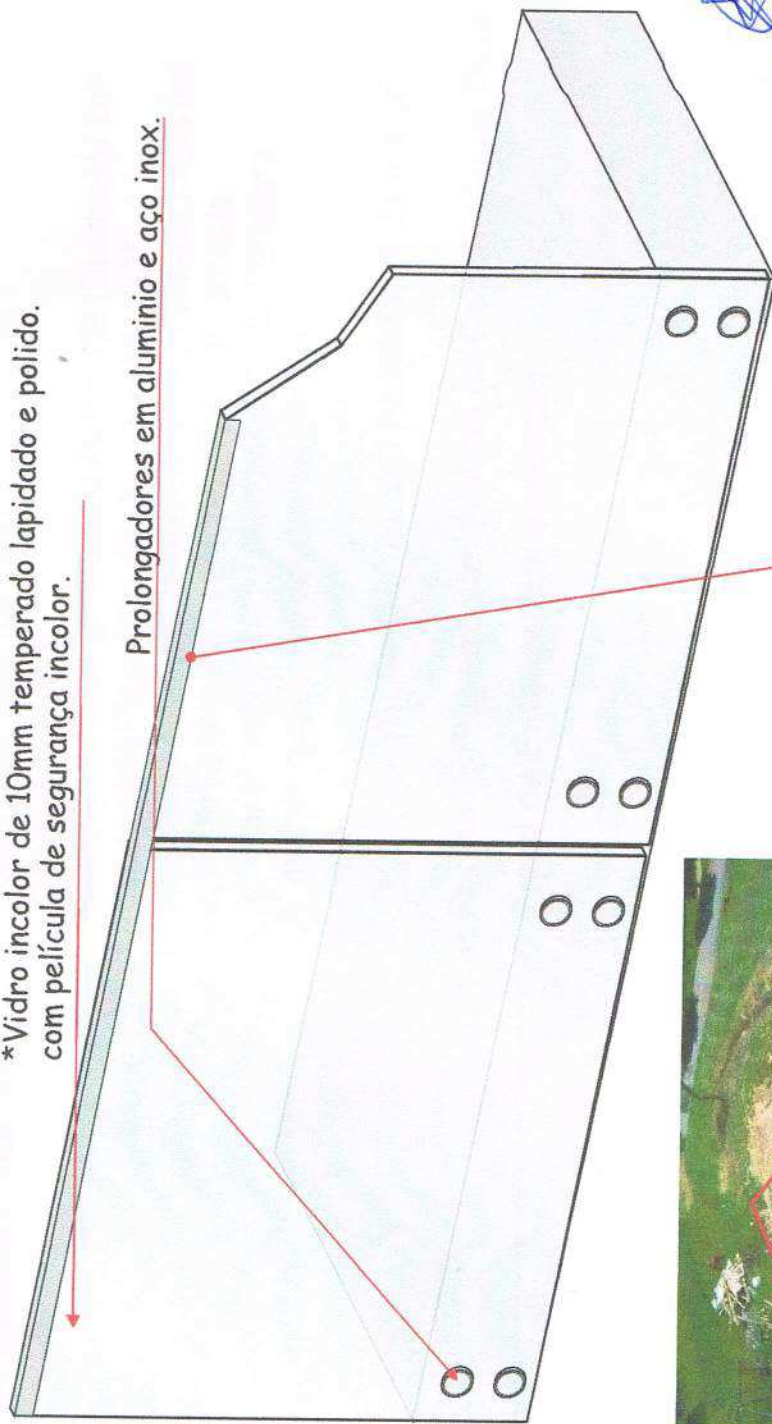 *Vidro incolor de 10mm temperado lapidado e polido.
com película de segurança incolor.
Prolongadores em aluminio e aço inox.